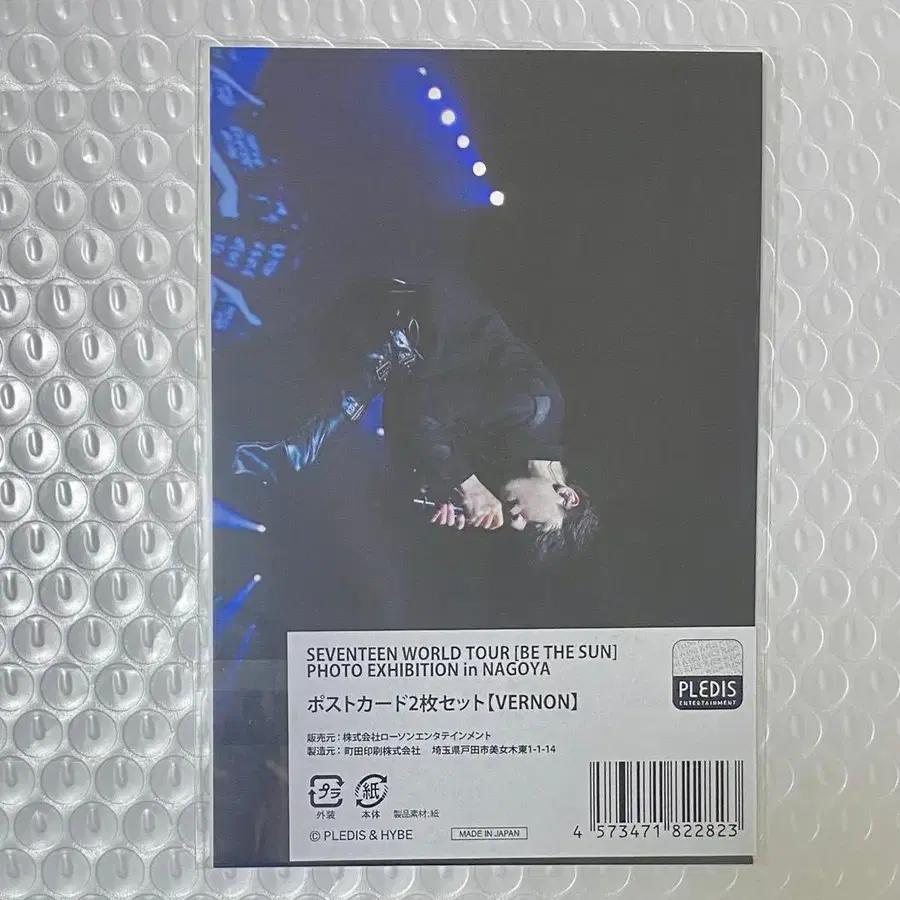 SEVENTEEN WORLD TOUR [BE THE SUN]
PHOTO EXHIBITION in NAGOYA
ポストカード2枚セット【VERNON】
販売元:株式会社ローソンエンタテインメント
製造元:町田印刷株式会社 埼玉県戸田市美女木東1-1-14
プラ
外装
紙
本体
製品素材:紙
© PLEDIS & HYBE
MADE IN JAPAN
4 573471 822823
PLEDIS
ENTERTAINMENT